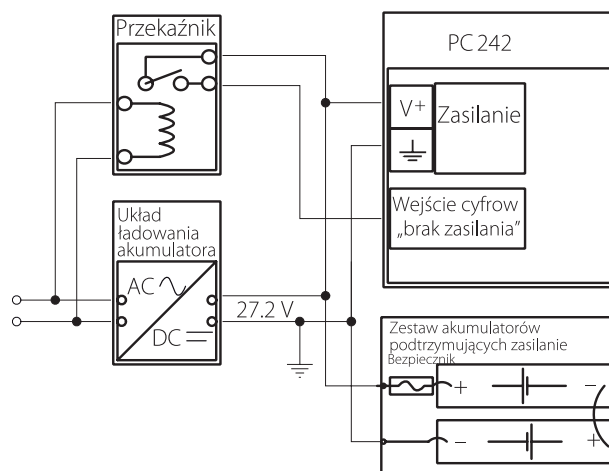 Przekaźnik
PC 242
V+
Zasilanie
Wejście cyfrow
„brak zasilania”
Układ
ładowania
akumulatora
AC
DC
27.2 V
Zestaw akumulatorów
podtrzymujących zasilanie
Bezpiecznik
+
−
−
+